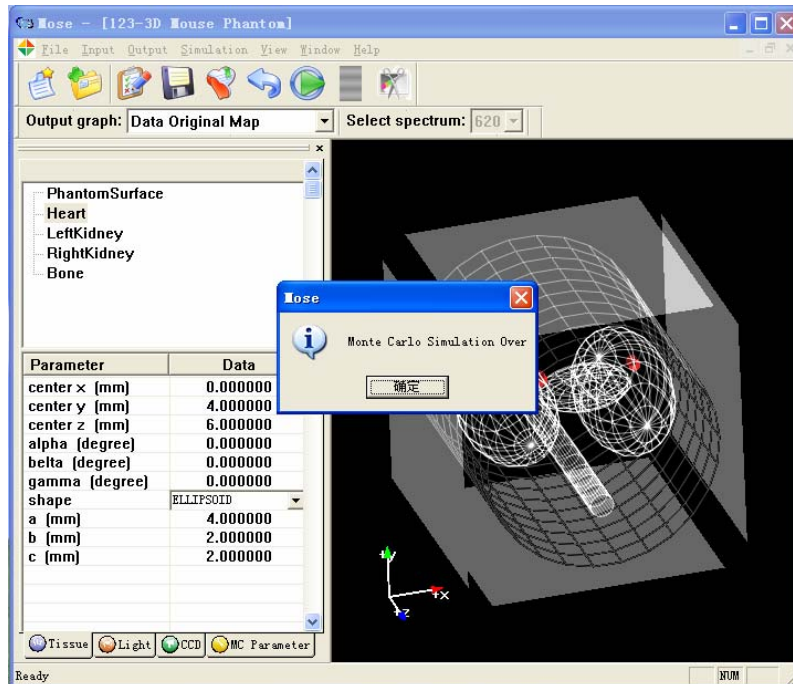 Mose - [123-3D Mouse Phantom]
File Input Output Simulation View Window Help
Output graph: Data Original Map Select spectrum: 620
PhantomSurface
Heart
LeftKidney
RightKidney
Bone
Mose
Monte Carlo Simulation Over
确定
Parameter Data
center x (mm) 0.000000
center y (mm) 4.000000
center z (mm) 6.000000
alpha (degree) 0.000000
belta (degree) 0.000000
gamma (degree) 0.000000
shape ELLIPSOID
a (mm) 4.000000
b (mm) 2.000000
c (mm) 2.000000
+y
+x
+z
Tissue Light CCD MC Parameter
Ready NUM